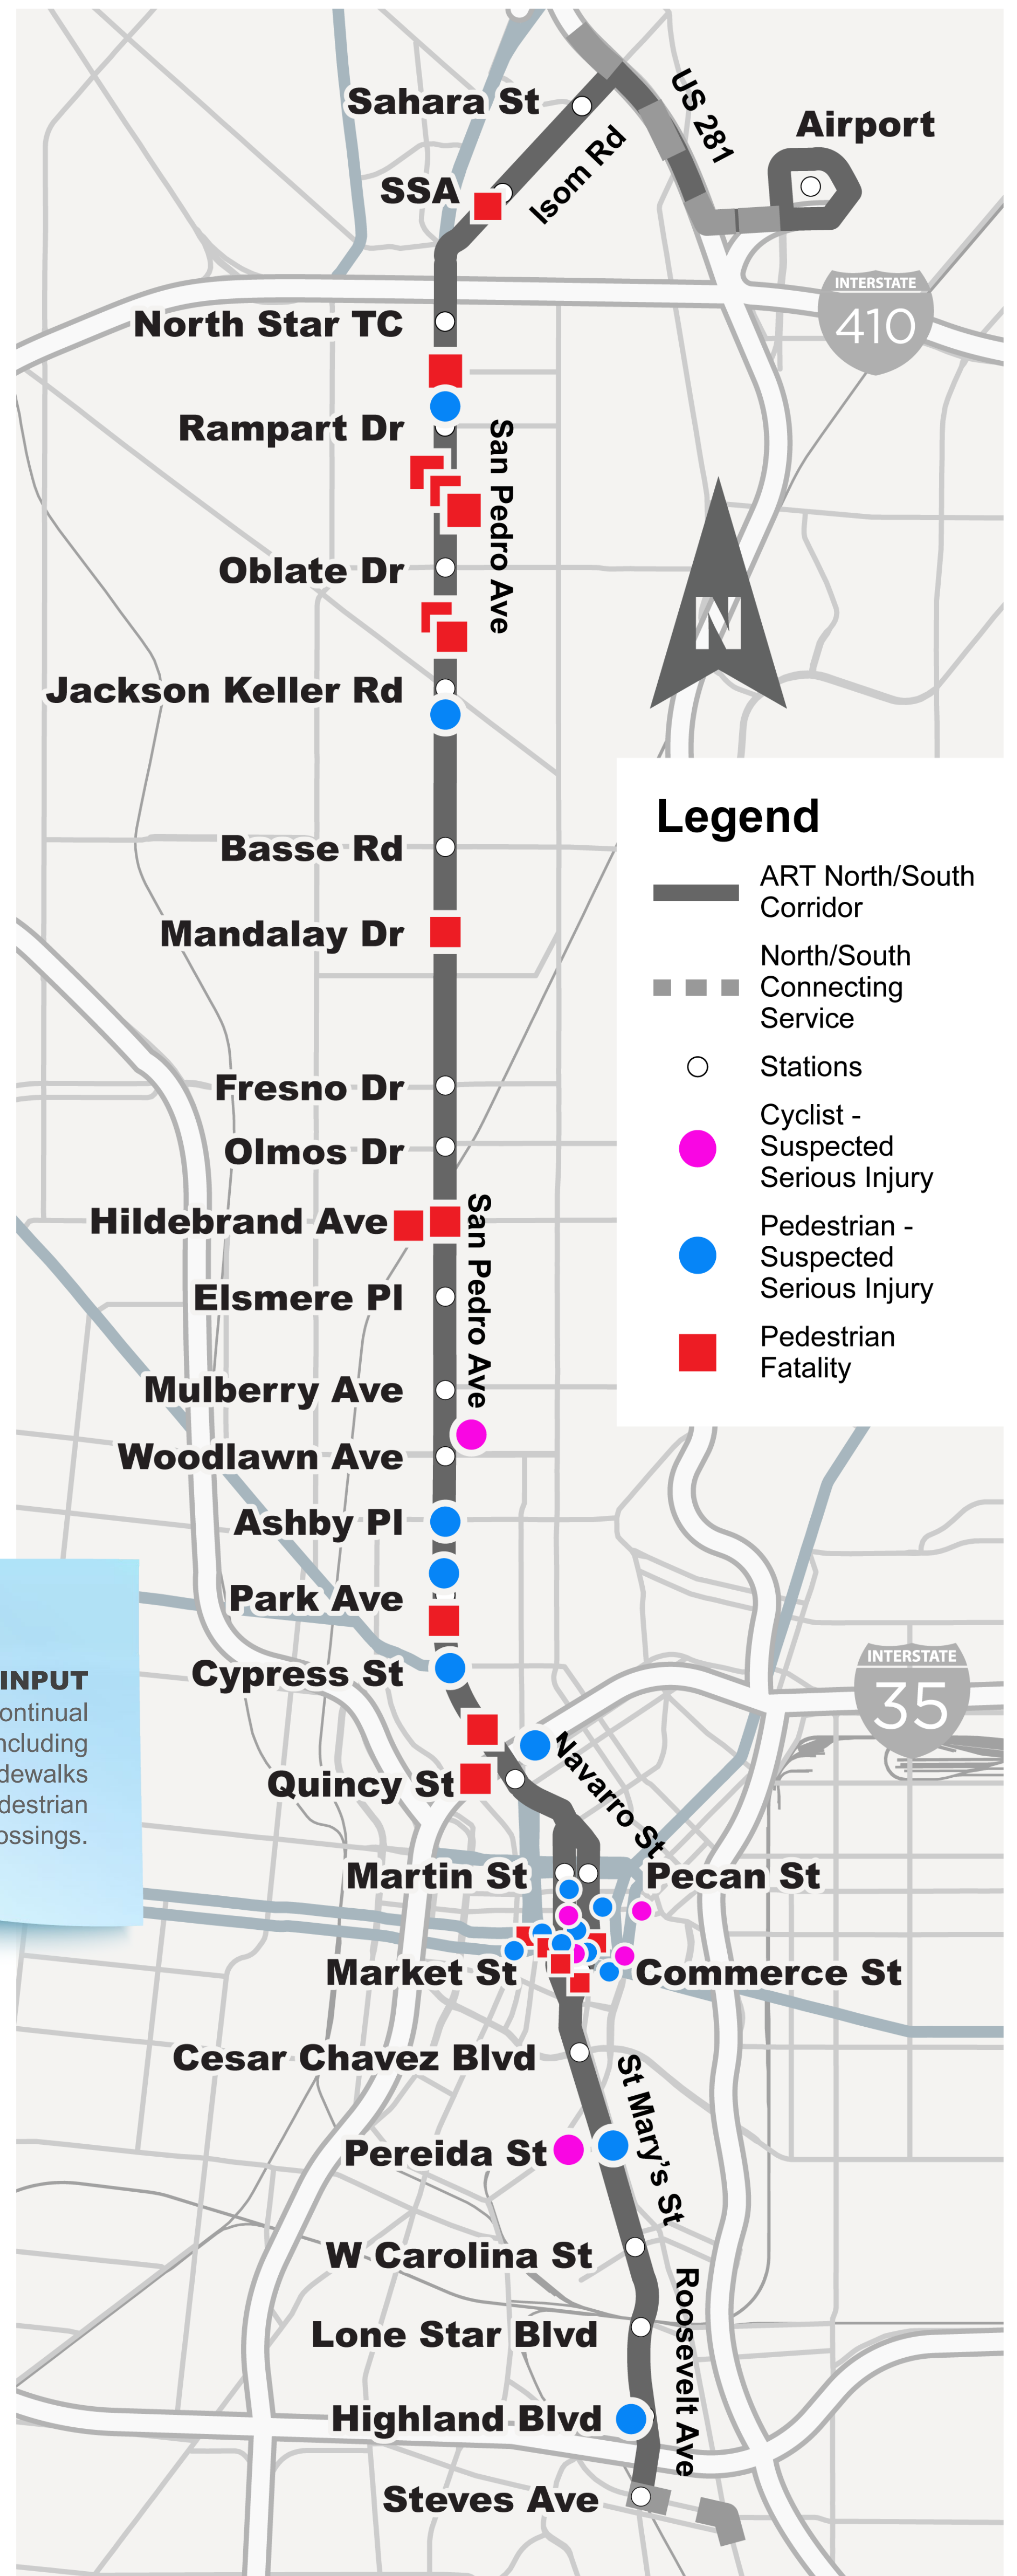 Sahara St
US 281
Airport
Isom Rd
SSA
INTERSTATE
410
North Star TC
Rampart Dr
San Pedro Ave
Oblate Dr
N
Jackson Keller Rd
Legend
ART North/South
Corridor
North/South
Connecting
Service
Stations
Cyclist -
Suspected
Serious Injury
Pedestrian -
Suspected
Serious Injury
Pedestrian
Fatality
Basse Rd
Mandalay Dr
Fresno Dr
Olmos Dr
Hildebrand Ave
San Pedro Ave
Elsmere Pl
Mulberry Ave
Woodlawn Ave
Ashby Pl
Park Ave
INPUT
ontinual
ncluding
dewalks
destrian
ossings.
Cypress St
INTERSTATE
35
Navarro St
Quincy St
Martin St
Pecan St
Market St
Commerce St
Cesar Chavez Blvd
St Mary's St
Pereida St
W Carolina St
Roosevelt Ave
Lone Star Blvd
Highland Blvd
Steves Ave